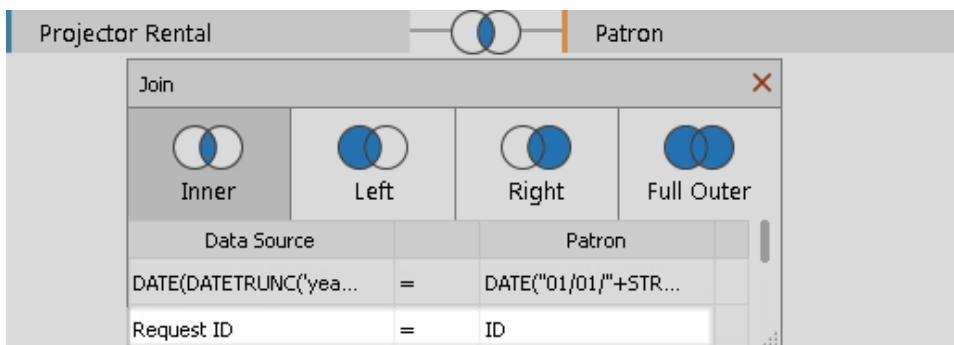 Projector Rental Patron
Join
Inner Left Right Full Outer
Data Source Patron
DATE(DATETRUNC('yea... = DATE("01/01/"+STR...
Request ID = ID